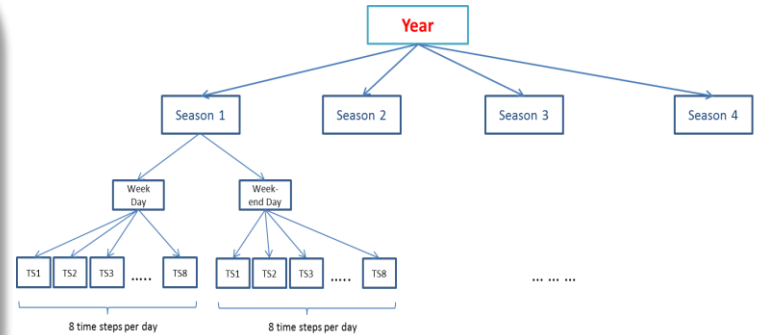 Year
Season 1
Season 2
Season 3
Season 4
Week
Day
Week-
end Day
TS1
TS2
TS3
.....
TS8
TS1
TS2
TS3
.....
TS8
... ... ...
8 time steps per day
8 time steps per day